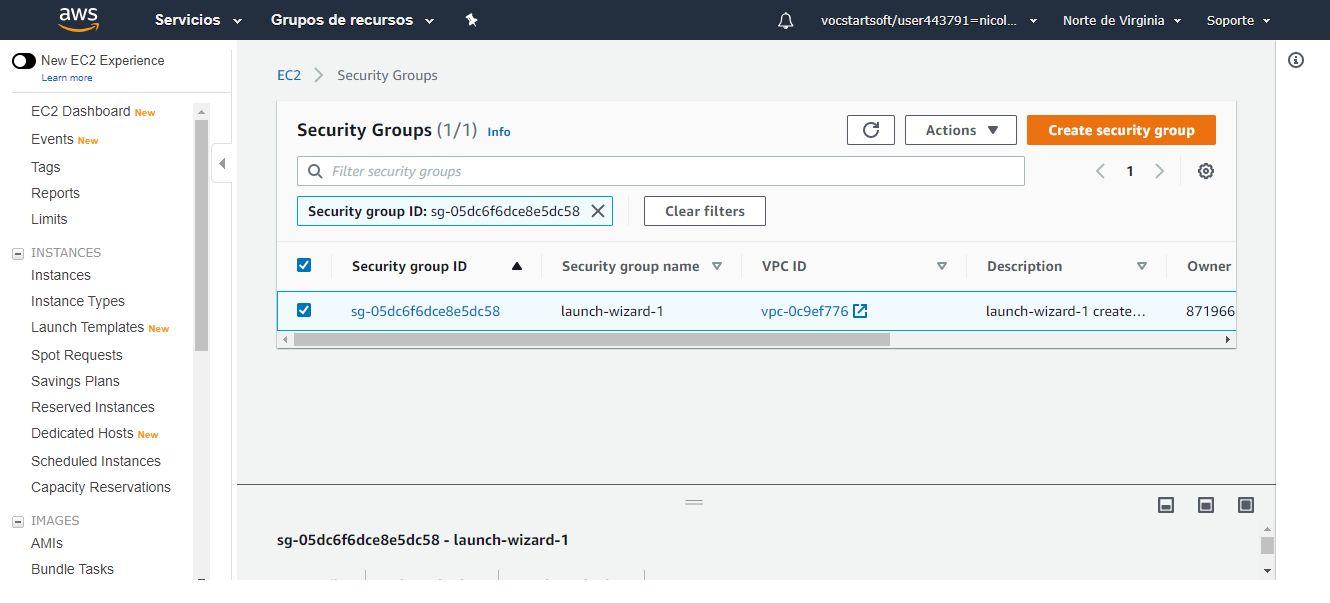 aws Servicios Grupos de recursos vocstartsoft/user443791=nicol... Norte de Virginia Soporte
New EC2 Experience
Learn more
EC2 Dashboard New
Events New
Tags
Reports
Limits
INSTANCES
Instances
Instance Types
Launch Templates New
Spot Requests
Savings Plans
Reserved Instances
Dedicated Hosts New
Scheduled Instances
Capacity Reservations
IMAGES
AMIs
Bundle Tasks
EC2 Security Groups
Security Groups (1/1) Info Actions Create security group
Filter security groups 1
Security group ID: sg-05dc6f6dce8e5dc58 Clear filters
Security group ID Security group name VPC ID Description Owner
sg-05dc6f6dce8e5dc58 launch-wizard-1 vpc-0c9ef776 launch-wizard-1 create... 871966
sg-05dc6f6dce8e5dc58 - launch-wizard-1